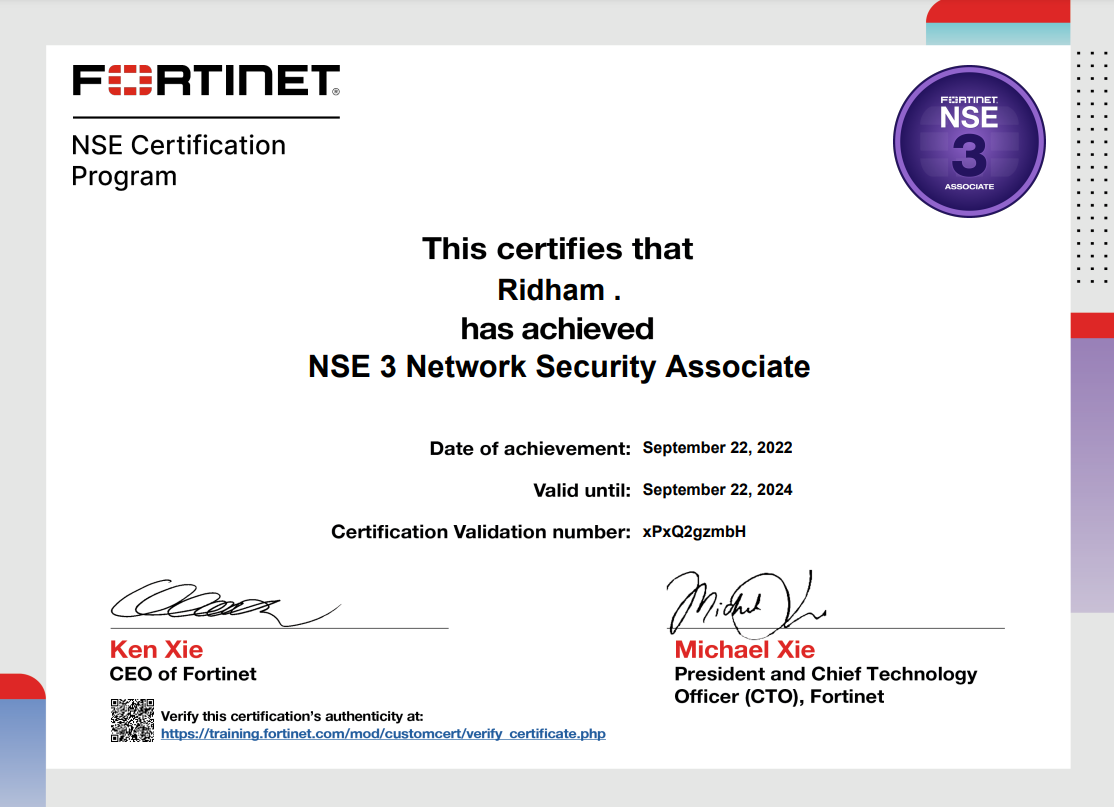 FORTINET®
NSE Certification
Program
FORTINET
NSE
3
ASSOCIATE
This certifies that
Ridham .
has achieved
NSE 3 Network Security Associate
Date of achievement: September 22, 2022
Valid until: September 22, 2024
Certification Validation number: xPxQ2gzmbH
Ken Xie
CEO of Fortinet
Michael Xie
President and Chief Technology
Officer (CTO), Fortinet
Verify this certification's authenticity at:
https://training.fortinet.com/mod/customcert/verify_certificate.php